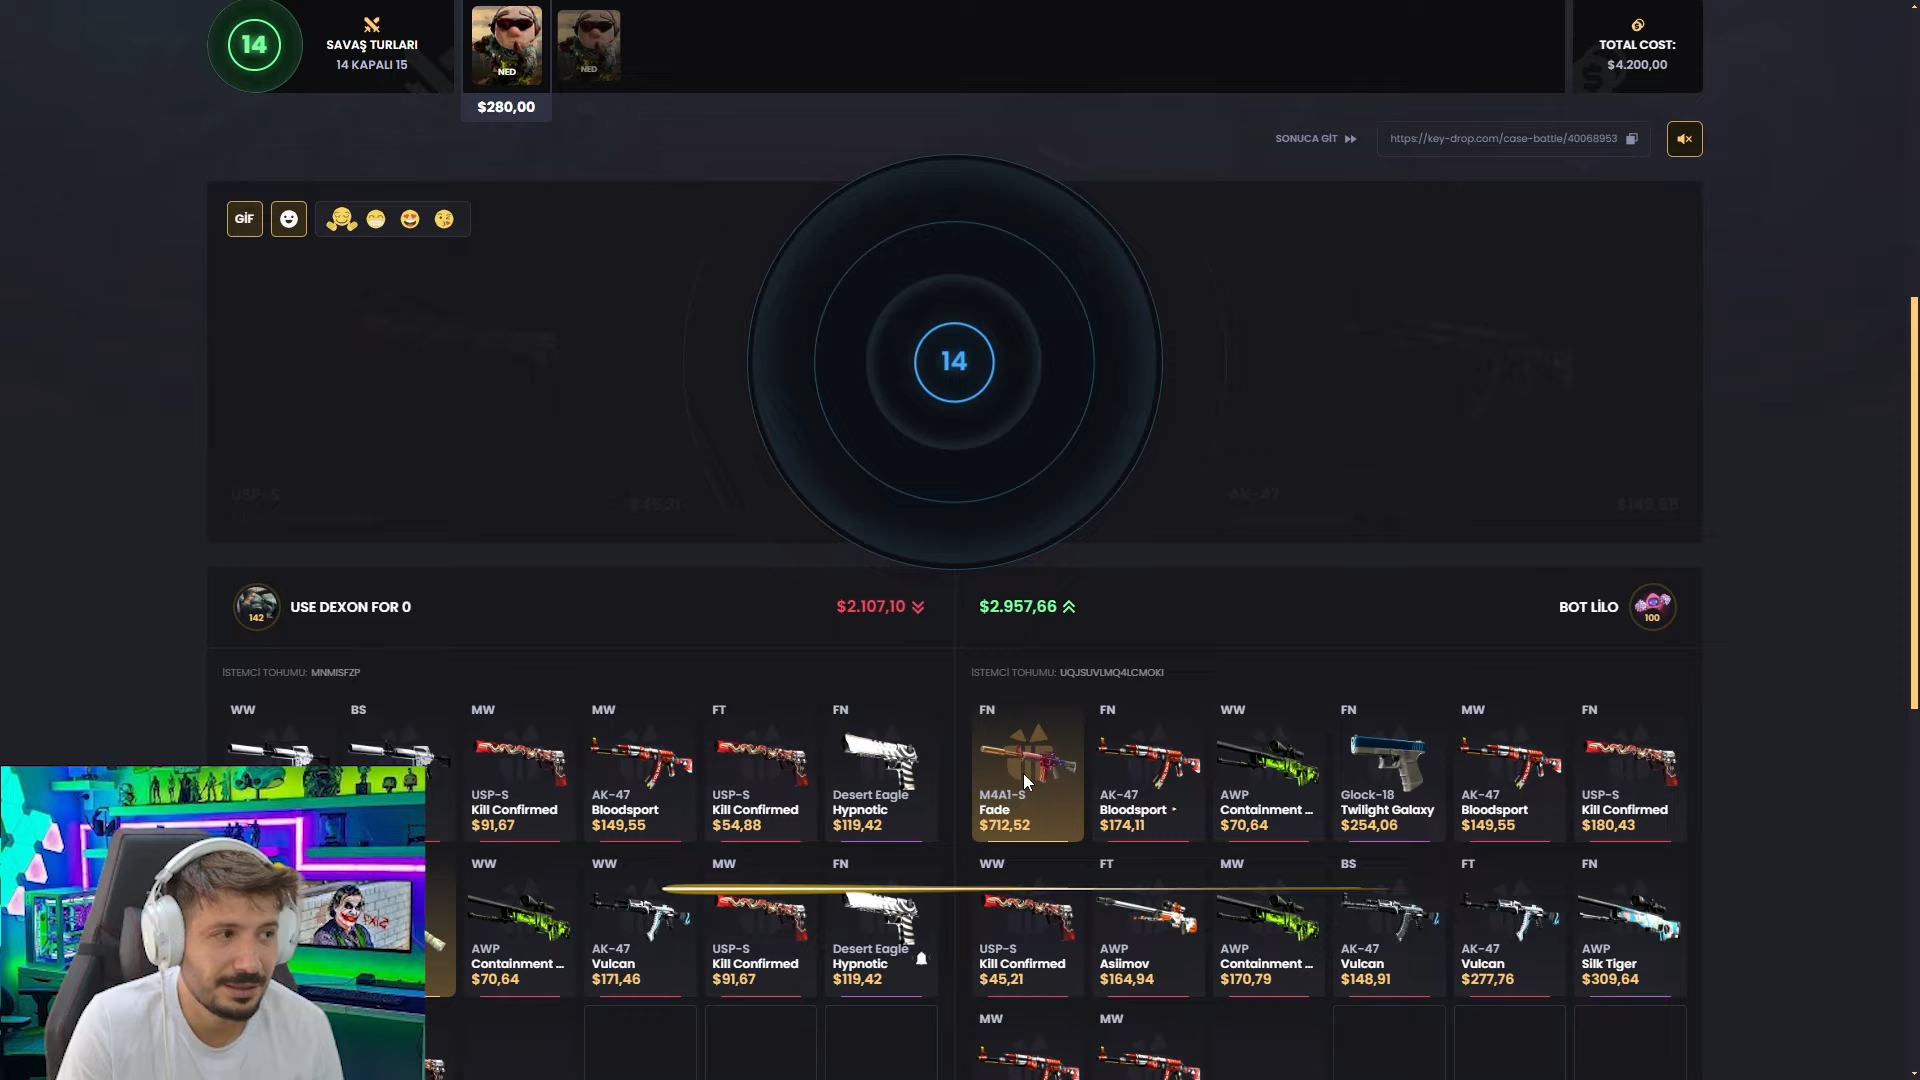 14
SAVAŞ TURLARI
14 KAPALI 15
NED
NED
$280,00
TOTAL COST:
$4.200,00
SONUCA GİT
https://key-drop.com/case-battle/40068953
GİF
14
USP-S
$45,21
AK-47
$149,55
142
USE DEXON FOR 0
$2.107,10
$2.957,66
BOT LİLO
100
İSTEMCİ TOHUMU: MNMISFZP
İSTEMCİ TOHUMU: UQJSUVLMQ4LCMOKI
WW
BS
MW
USP-S
Kill Confirmed
$91,67
MW
AK-47
Bloodsport
$149,55
FT
USP-S
Kill Confirmed
$54,88
FN
Desert Eagle
Hypnotic
$119,42
FN
M4A1-S
Fade
$712,52
FN
AK-47
Bloodsport
$174,11
WW
AWP
Containment ...
$70,64
FN
Glock-18
Twilight Galaxy
$254,06
MW
AK-47
Bloodsport
$149,55
FN
USP-S
Kill Confirmed
$180,43
WW
AWP
Containment ...
$70,64
WW
AK-47
Vulcan
$171,46
MW
USP-S
Kill Confirmed
$91,67
FN
Desert Eagle
Hypnotic
$119,42
WW
USP-S
Kill Confirmed
$45,21
FT
AWP
Asiimov
$164,94
MW
AWP
Containment ...
$170,79
BS
AK-47
Vulcan
$148,91
FT
AK-47
Vulcan
$277,76
FN
AWP
Silk Tiger
$309,64
MW
MW